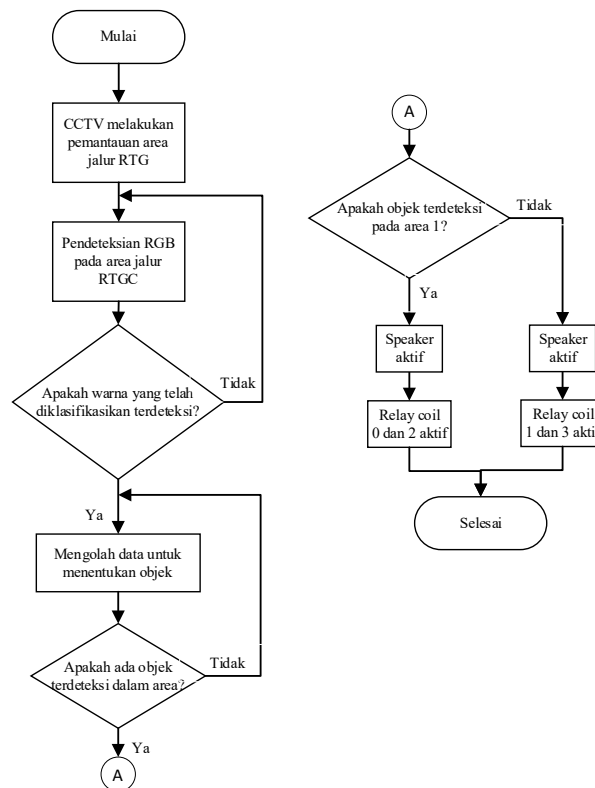 Mulai
CCTV melakukan
pemantauan area
jalur RTG
Pendeteksian RGB
pada area jalur
RTGC
Apakah warna yang telah
diklasifikasikan terdeteksi?
Tidak
Ya
Mengolah data untuk
menentukan objek
Apakah ada objek
terdeteksi dalam area?
Tidak
Ya
A
A
Apakah objek terdeteksi
pada area 1?
Tidak
Ya
Speaker
aktif
Speaker
aktif
Relay coil
0 dan 2 aktif
Relay coil
1 dan 3 aktif
Selesai